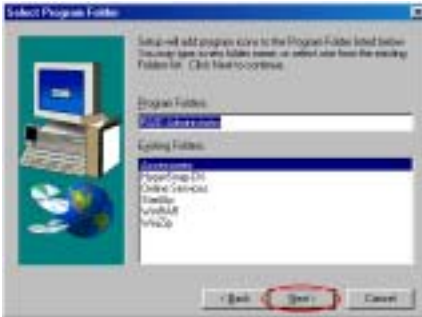 Select Program Folder
Setup will add program icons to the Program Folder listed below.
You may type a new folder name, or select one from the existing
Folders list. Click Next to continue.
Program Folders:
Existing Folders:
Accessories
Online Services
StartUp
WinRAR
WinZip
< Back
Next >
Cancel